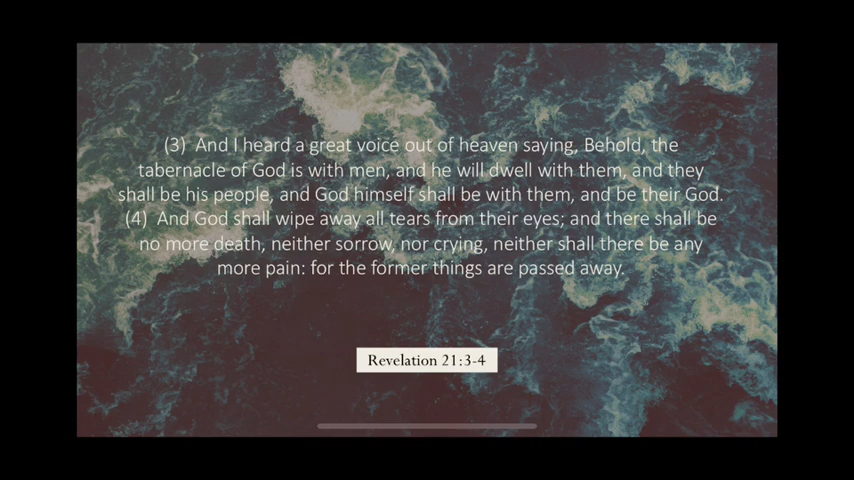 (3) And I heard a great voice out of heaven saying, Behold, the
tabernacle of God is with men, and he will dwell with them, and they
shall be his people, and God himself shall be with them, and be their God.
(4) And God shall wipe away all tears from their eyes; and there shall be
no more death, neither sorrow, nor crying, neither shall there be any
more pain: for the former things are passed away.
Revelation 21:3-4